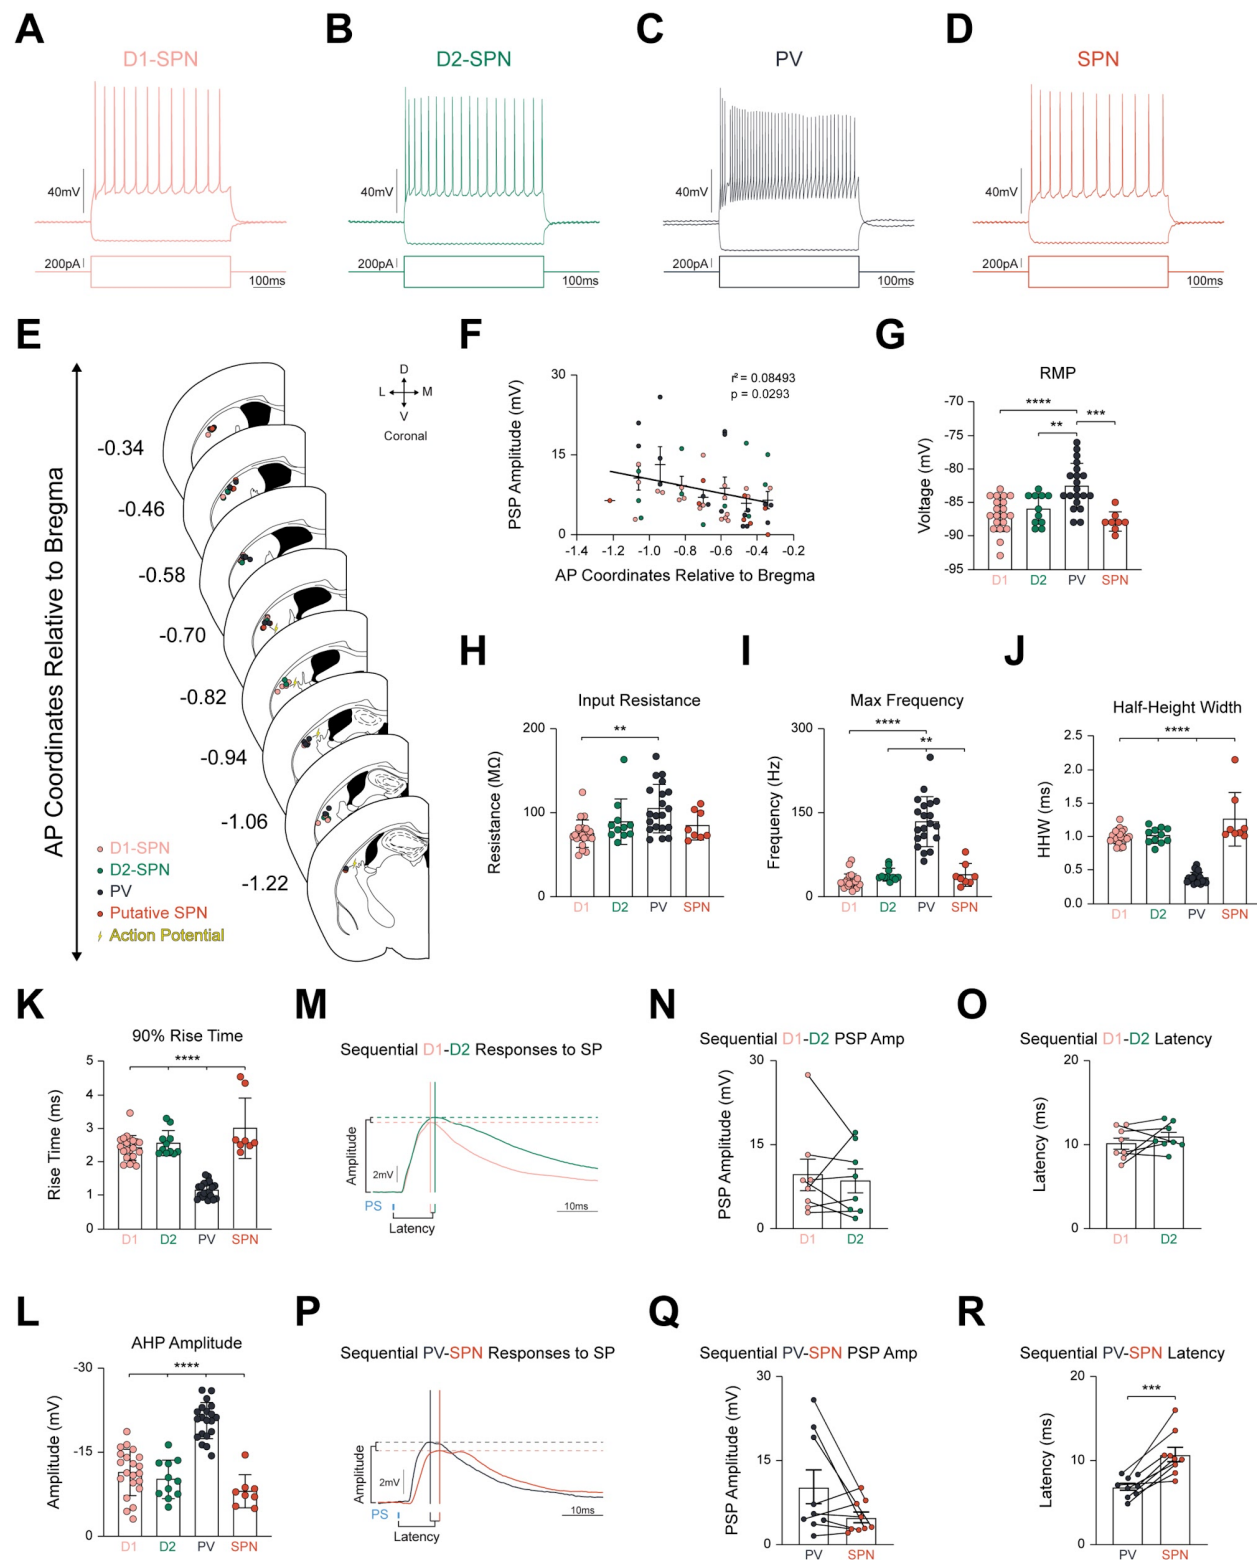 A
B
C
D
D1-SPN
D2-SPN
PV
SPN
40mV
40mV
40mV
40mV
200pA
100ms
200pA
100ms
200pA
100ms
200pA
100ms
E
AP Coordinates Relative to Bregma
D
L
M
V
Coronal
-0.34
-0.46
-0.58
-0.70
-0.82
-0.94
-1.06
-1.22
D1-SPN
D2-SPN
PV
Putative SPN
Action Potential
F
PSP Amplitude (mV)
30
15
0
r² = 0.08493
p = 0.0293
-1.4 -1.2 -1.0 -0.8 -0.6 -0.4 -0.2
AP Coordinates Relative to Bregma
G
RMP
Voltage (mV)
-70
-75
-80
-85
-90
-95
****
**
***
D1 D2 PV SPN
H
Input Resistance
Resistance (MΩ)
200
100
0
**
D1 D2 PV SPN
I
Max Frequency
Frequency (Hz)
300
150
0
****
**
D1 D2 PV SPN
J
Half-Height Width
HHW (ms)
2.5
2.0
1.5
1.0
0.5
0.0
****
D1 D2 PV SPN
K
90% Rise Time
Rise Time (ms)
5
4
3
2
1
0
****
D1 D2 PV SPN
M
Sequential D1-D2 Responses to SP
Amplitude
2mV
PS
Latency
10ms
N
Sequential D1-D2 PSP Amp
PSP Amplitude (mV)
30
15
0
D1 D2
O
Sequential D1-D2 Latency
Latency (ms)
20
10
0
D1 D2
L
AHP Amplitude
Amplitude (mV)
-30
-15
0
****
D1 D2 PV SPN
P
Sequential PV-SPN Responses to SP
Amplitude
2mV
PS
Latency
10ms
Q
Sequential PV-SPN PSP Amp
PSP Amplitude (mV)
30
15
0
PV SPN
R
Sequential PV-SPN Latency
Latency (ms)
20
10
0
***
PV SPN